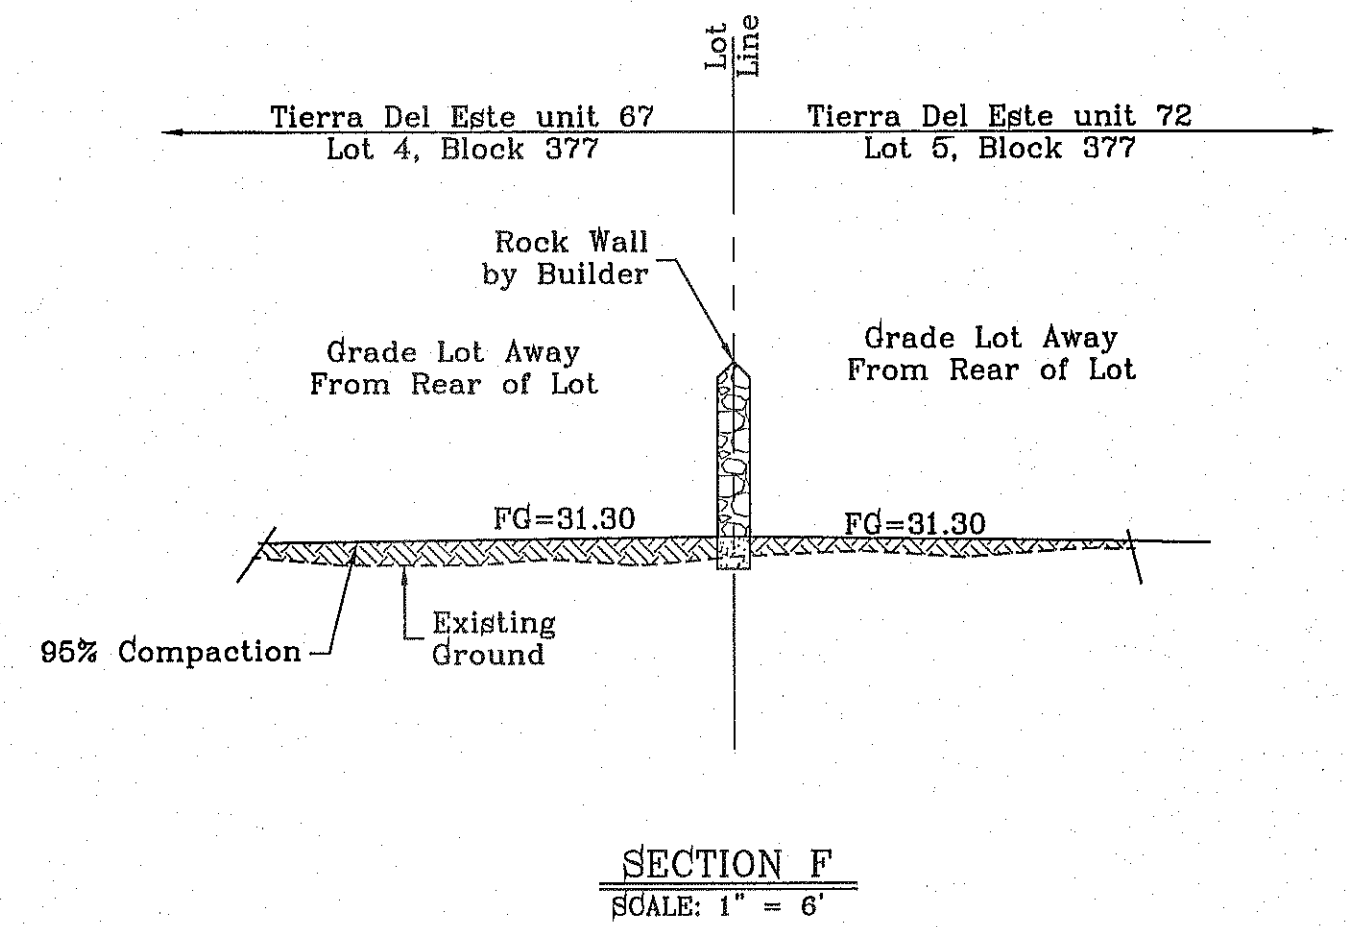 Lot
Line
Tierra Del Este unit 67
Lot 4, Block 377
Tierra Del Este unit 72
Lot 5, Block 377
Rock Wall
by Builder
Grade Lot Away
From Rear of Lot
Grade Lot Away
From Rear of Lot
FG=31.30
FG=31.30
Existing
Ground
95% Compaction
SECTION F
SCALE: 1" = 6'